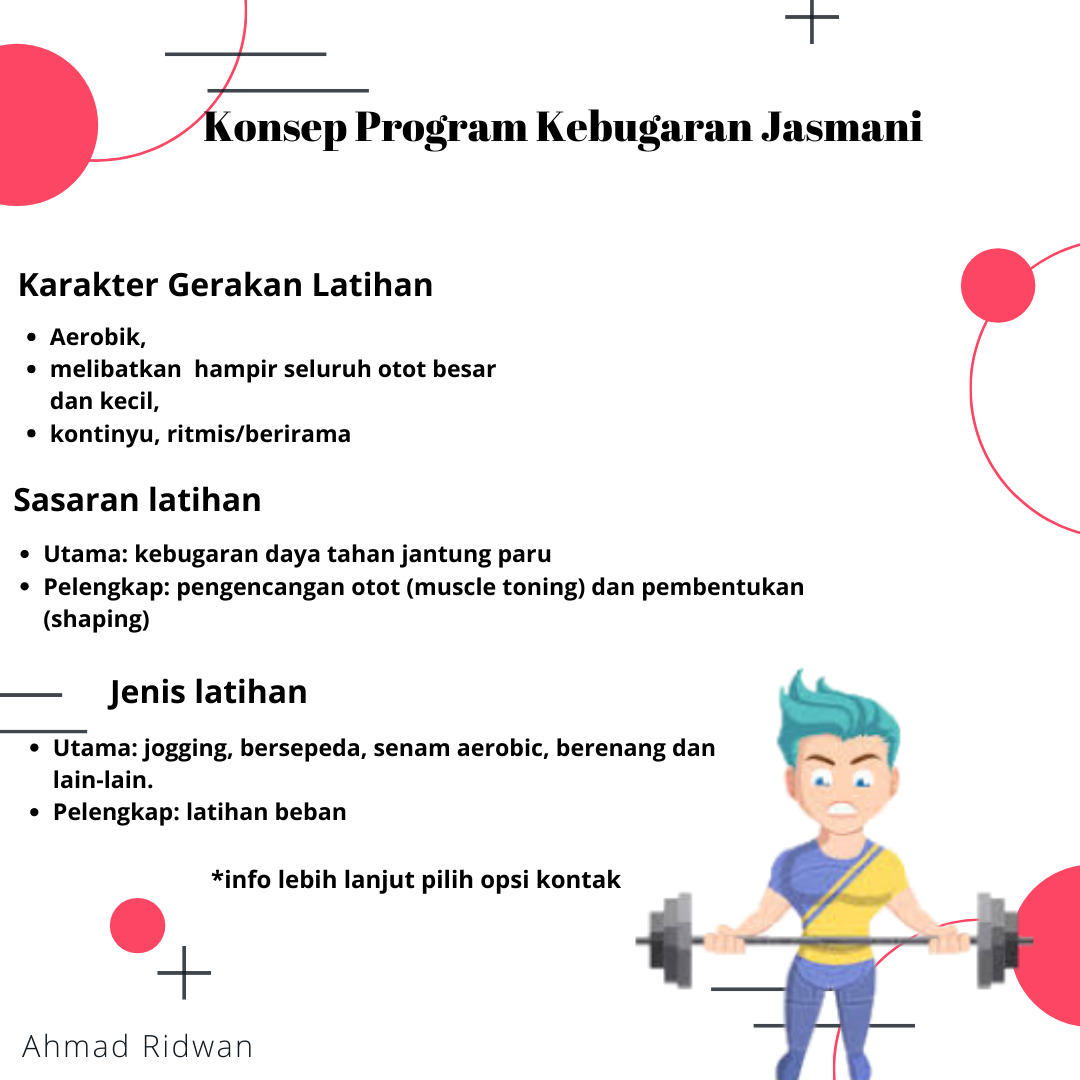 Konsep Program Kebugaran Jasmani
Karakter Gerakan Latihan
• Aerobik,
• melibatkan hampir seluruh otot besar
dan kecil,
• kontinyu, ritmis/berirama
Sasaran latihan
• Utama: kebugaran daya tahan jantung paru
• Pelengkap: pengencangan otot (muscle toning) dan pembentukan
(shaping)
Jenis latihan
• Utama: jogging, bersepeda, senam aerobic, berenang dan
lain-lain.
• Pelengkap: latihan beban
*info lebih lanjut pilih opsi kontak
Ahmad Ridwan